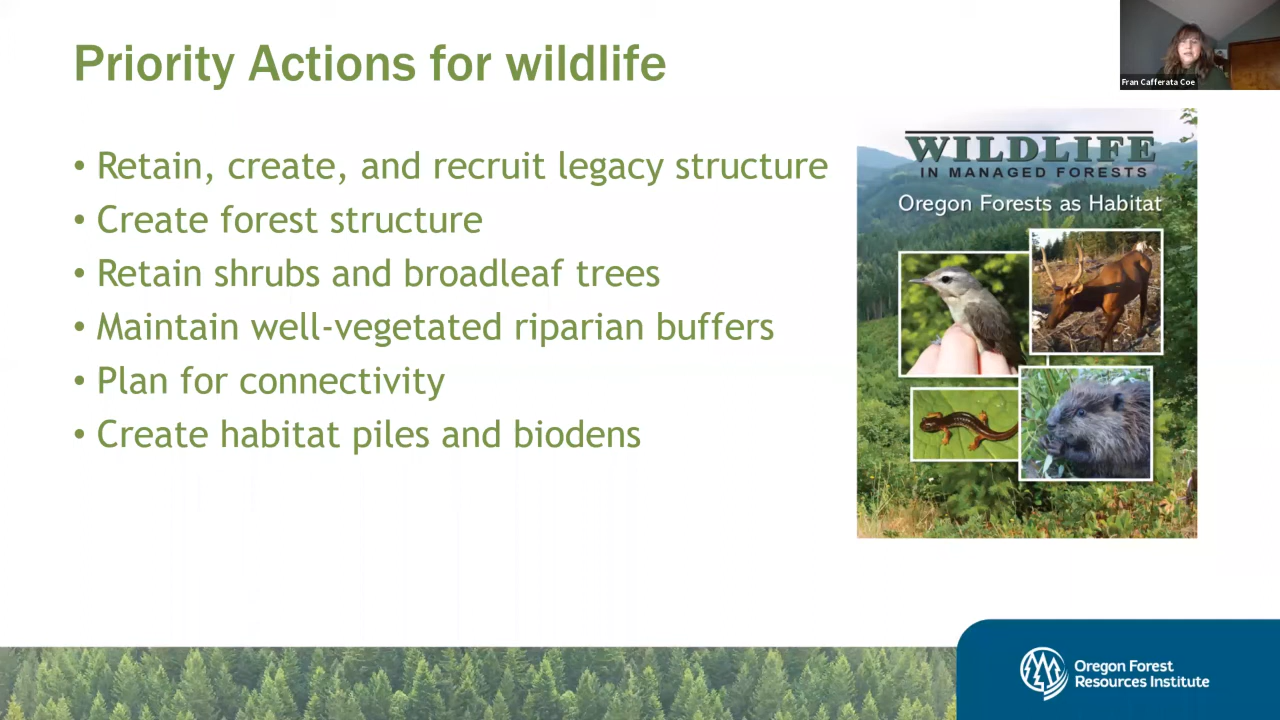 Priority Actions for wildlife
Fran Cafferata Coe
• Retain, create, and recruit legacy structure
• Create forest structure
• Retain shrubs and broadleaf trees
• Maintain well-vegetated riparian buffers
• Plan for connectivity
• Create habitat piles and biodens
WILDLIFE
IN MANAGED FORESTS
Oregon Forests as Habitat
Oregon Forest
Resources Institute